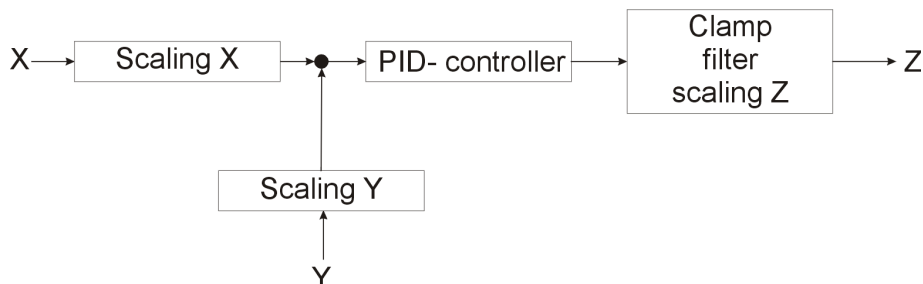 X
Scaling X
PID- controller
Clamp
filter
scaling Z
Z
Scaling Y
Y